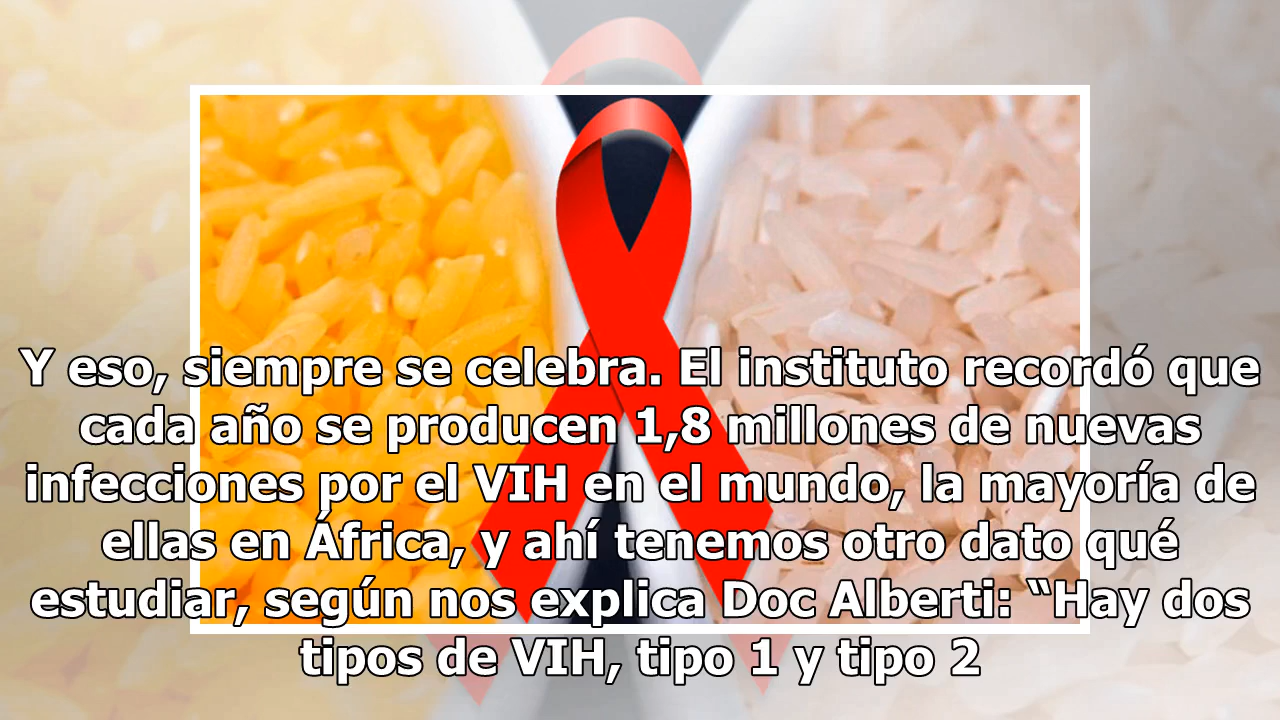 Y eso, siempre se celebra. El instituto recordó que
cada año se producen 1,8 millones de nuevas
infecciones por el VIH en el mundo, la mayoría de
ellas en África, y ahí tenemos otro dato qué
estudiar, según nos explica Doc Alberti: “Hay dos
tipos de VIH, tipo 1 y tipo 2